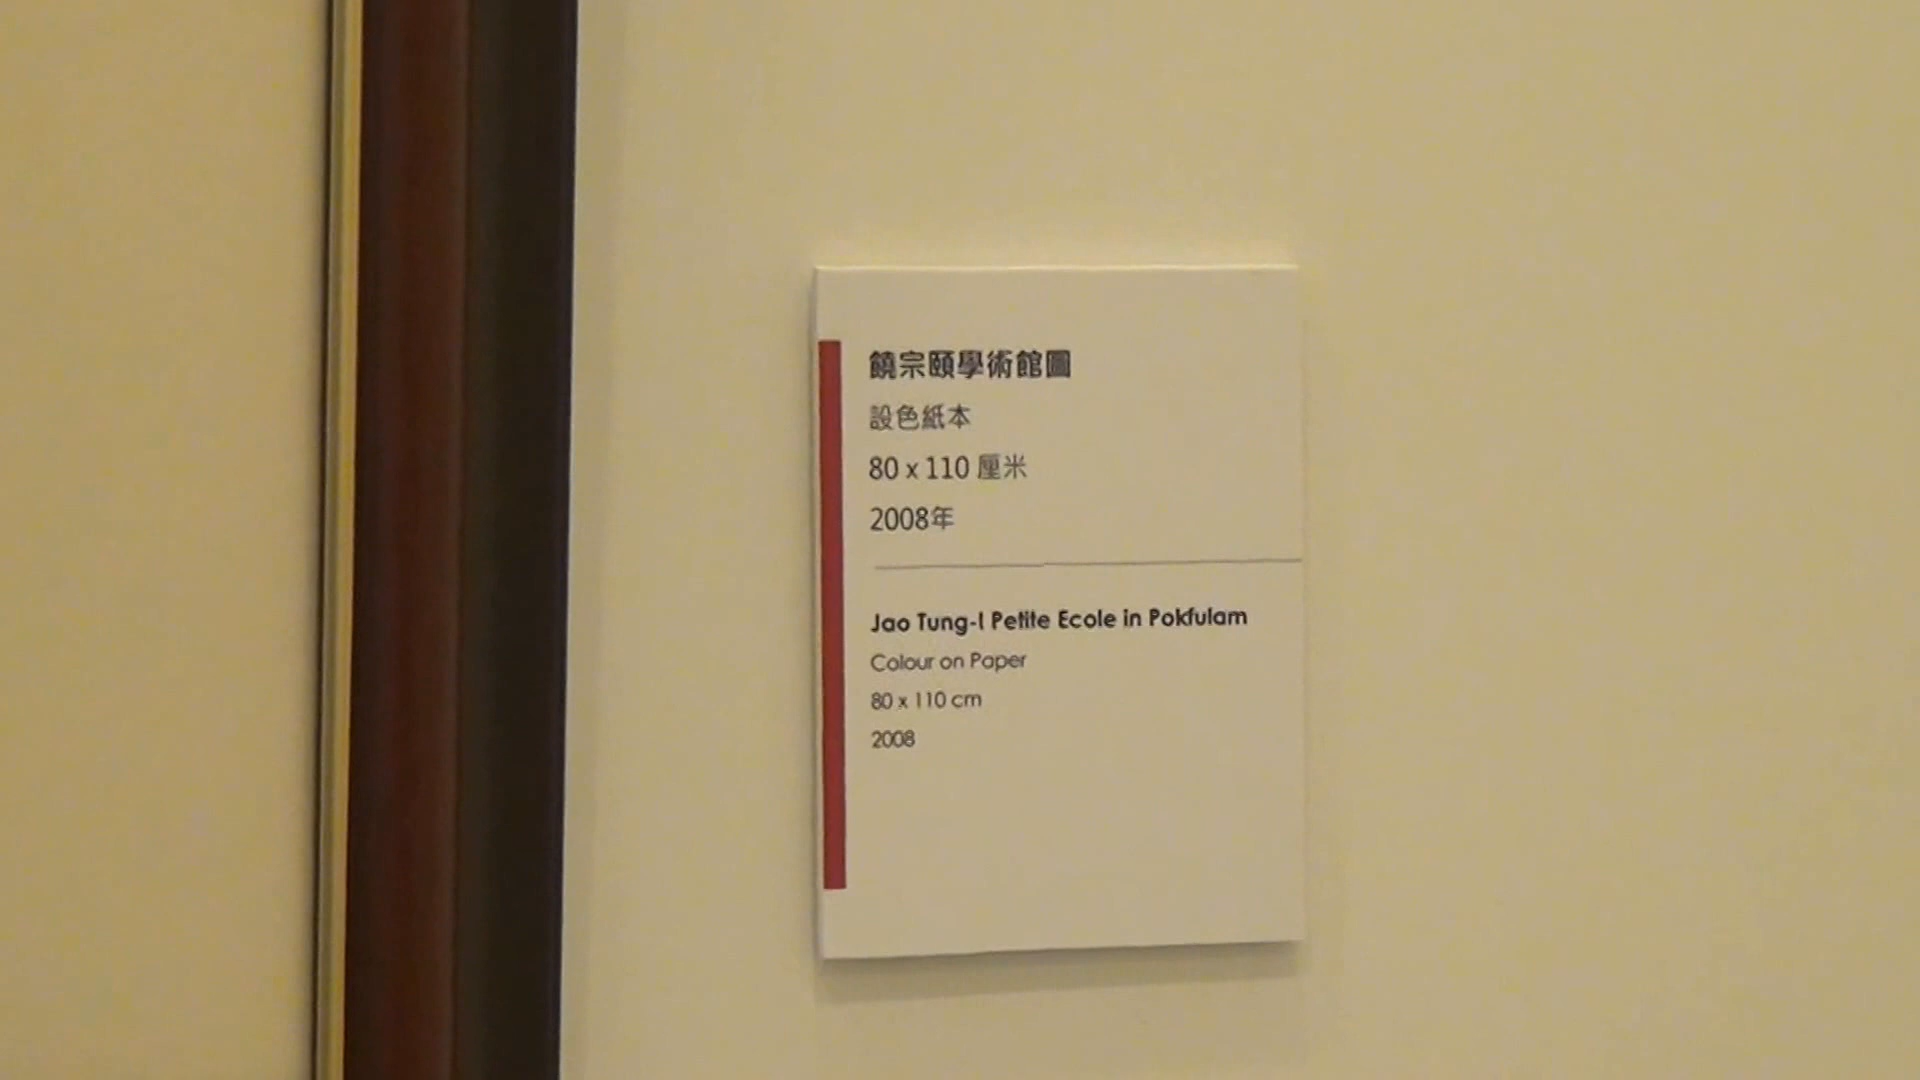 饒宗頤學術館圖
設色紙本
80 x 110 厘米
2008年
Jao Tung-I Petite Ecole in Pokfulam
Colour on Paper
80 x 110 cm
2008